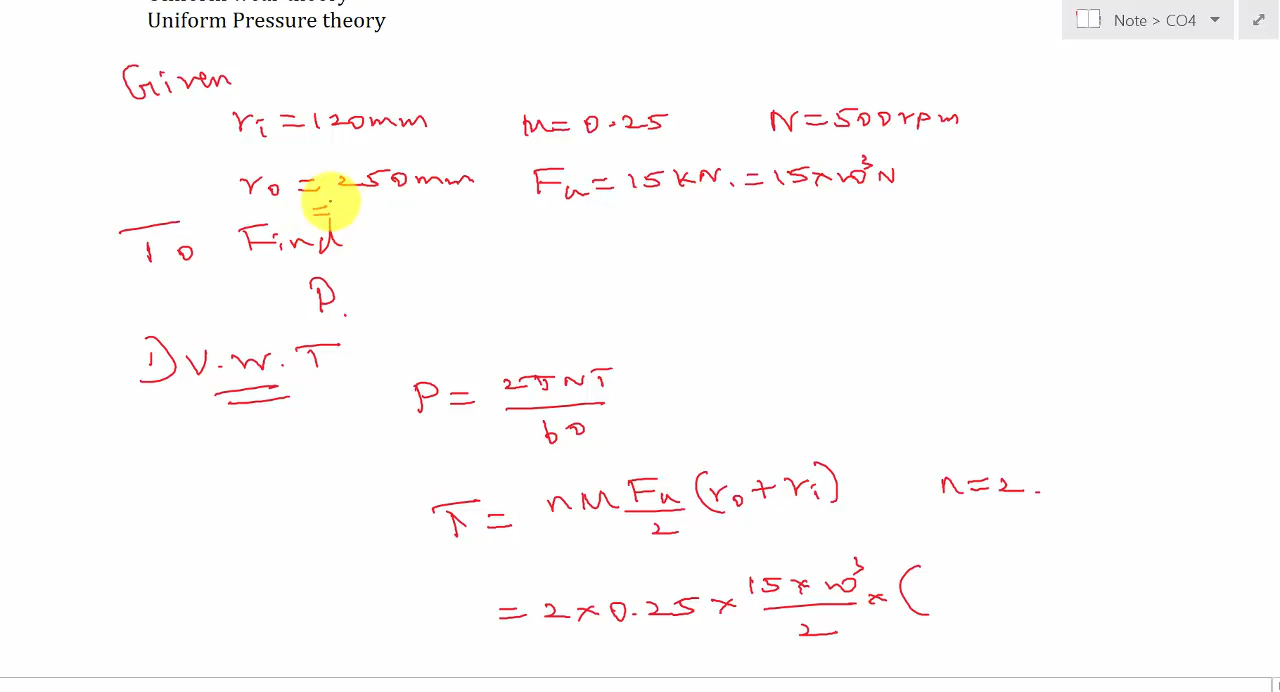 Uniform Pressure theory
Note > CO4
Given
ri = 120mm μ = 0.25 N = 500rpm
ro = 250mm Fa = 15 KN. = 15 × 10³ N
To Find
P.
1) U.W.T
P = 2πNT / 60
T = n μ Fa / 2 (ro + ri) n = 2.
= 2 × 0.25 × 15 × 10³ / 2 × (